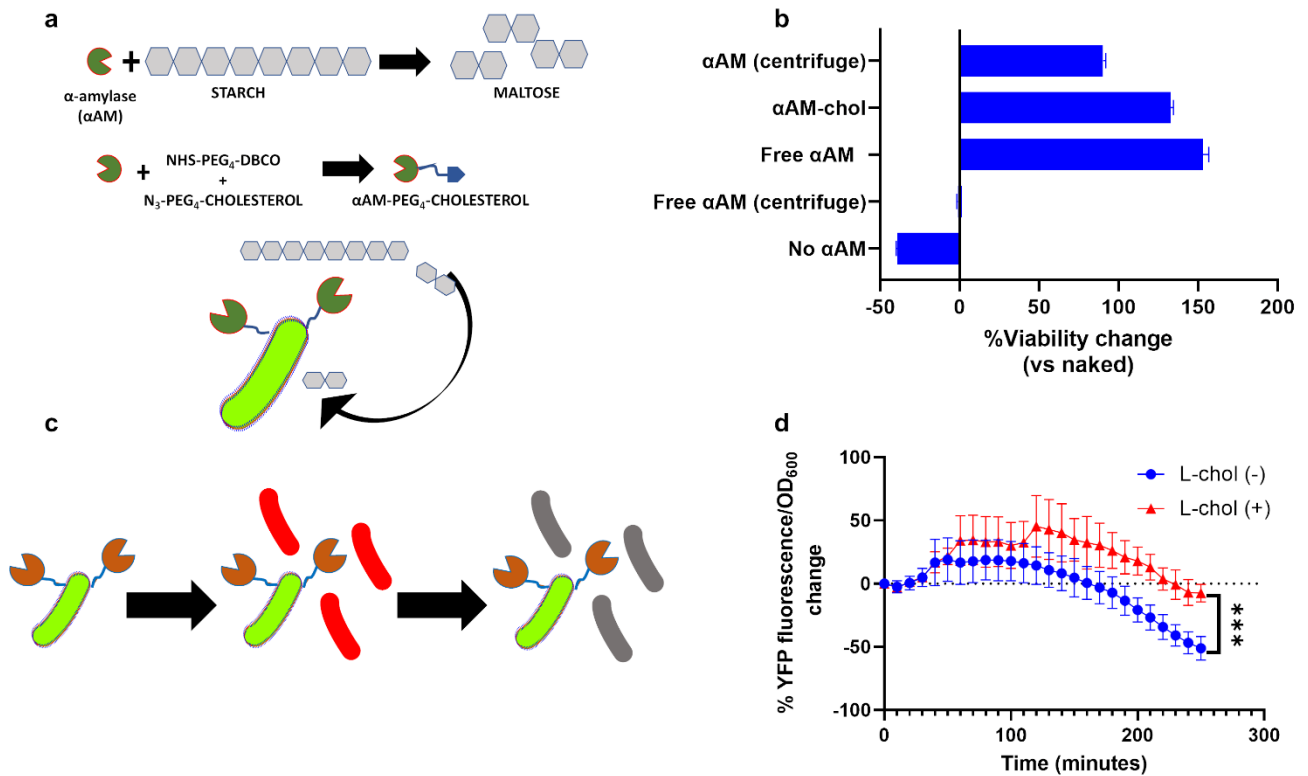 a
α-amylase
(αAM)
+
STARCH
MALTOSE
+
NHS-PEG4-DBCO
+
N3-PEG4-CHOLESTEROL
αAM-PEG4-CHOLESTEROL
b
αAM (centrifuge)
αAM-chol
Free αAM
Free αAM (centrifuge)
No αAM
-50 0 50 100 150 200
%Viability change
(vs naked)
c
d
L-chol (-)
L-chol (+)
% YFP fluorescence/OD600
change
100
50
0
-50
-100
***
0 100 200 300
Time (minutes)